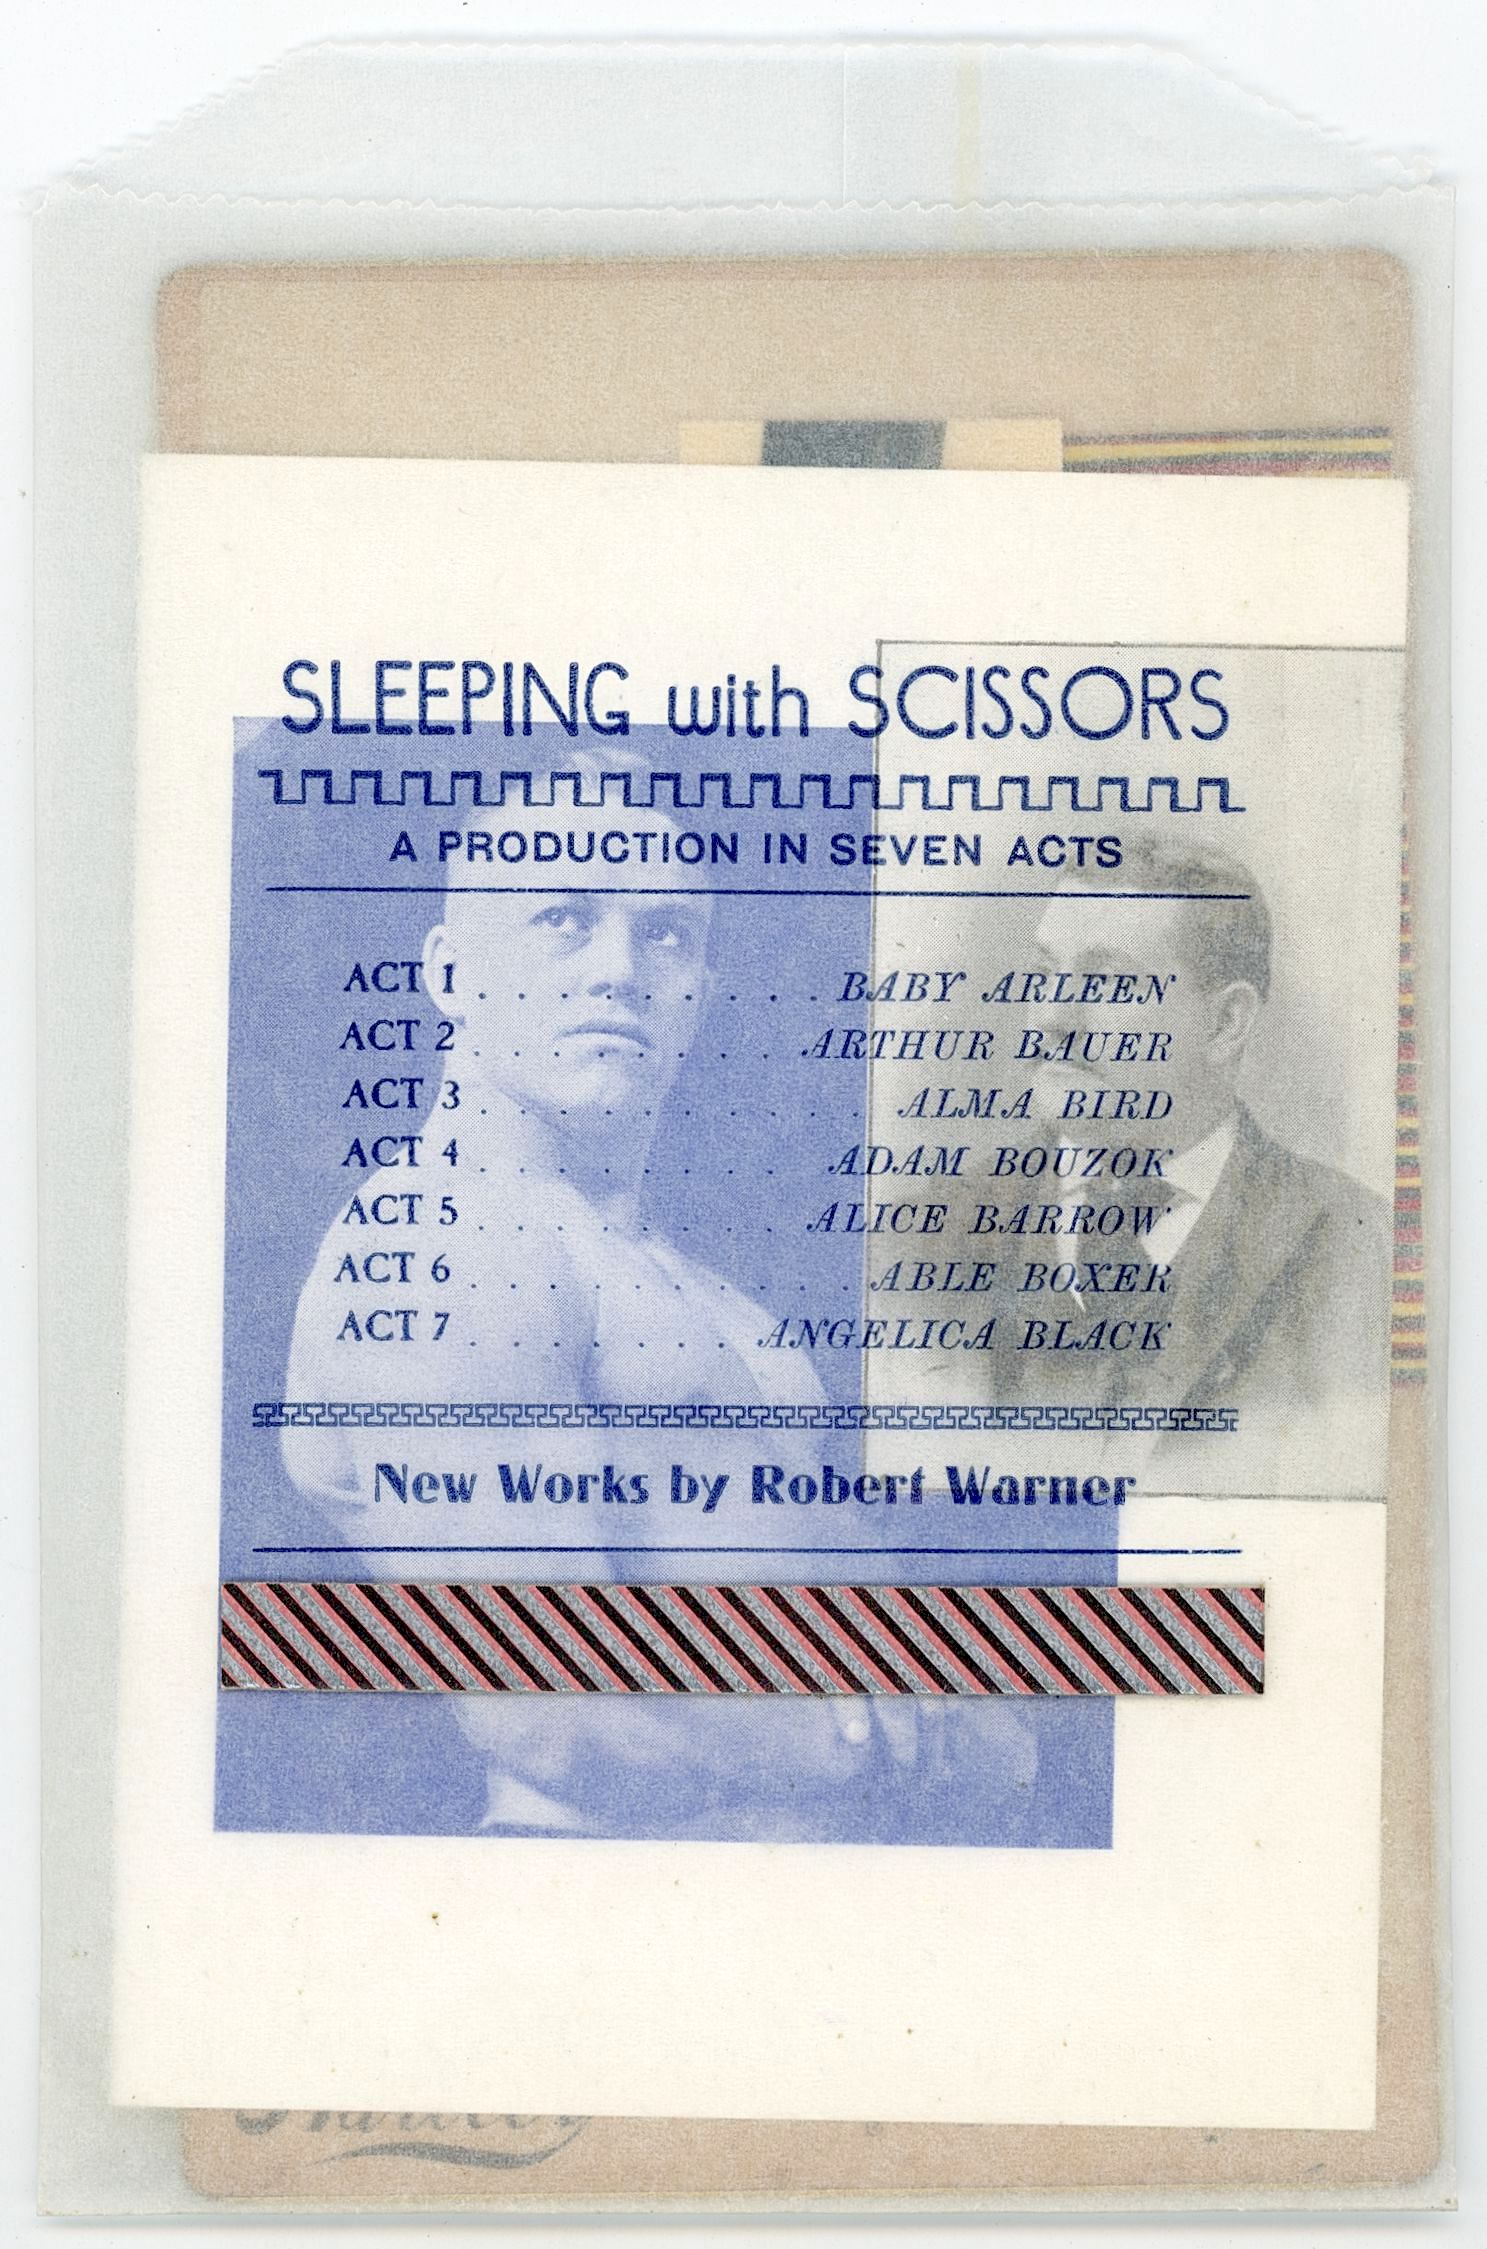 SLEEPING with SCISSORS
A PRODUCTION IN SEVEN ACTS
ACT 1 . . . . . . . . . . BABY ARLEEN
ACT 2 . . . . . . . . . ARTHUR BAUER
ACT 3 . . . . . . . . . . . ALMA BIRD
ACT 4 . . . . . . . . . ADAM BOUZOK
ACT 5 . . . . . . . . . ALICE BARROW
ACT 6 . . . . . . . . . . . ABLE BOXER
ACT 7 . . . . . . . ANGELICA BLACK
New Works by Robert Warner